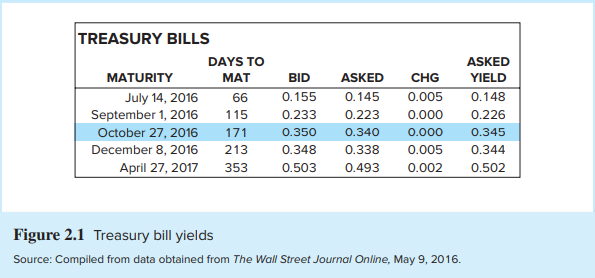 TREASURY BILLS
DAYS TO ASKED
MATURITY MAT BID ASKED CHG YIELD
July 14, 2016 66 0.155 0.145 0.005 0.148
September 1, 2016 115 0.233 0.223 0.000 0.226
October 27, 2016 171 0.350 0.340 0.000 0.345
December 8, 2016 213 0.348 0.338 0.005 0.344
April 27, 2017 353 0.503 0.493 0.002 0.502
Figure 2.1 Treasury bill yields
Source: Compiled from data obtained from The Wall Street Journal Online, May 9, 2016.